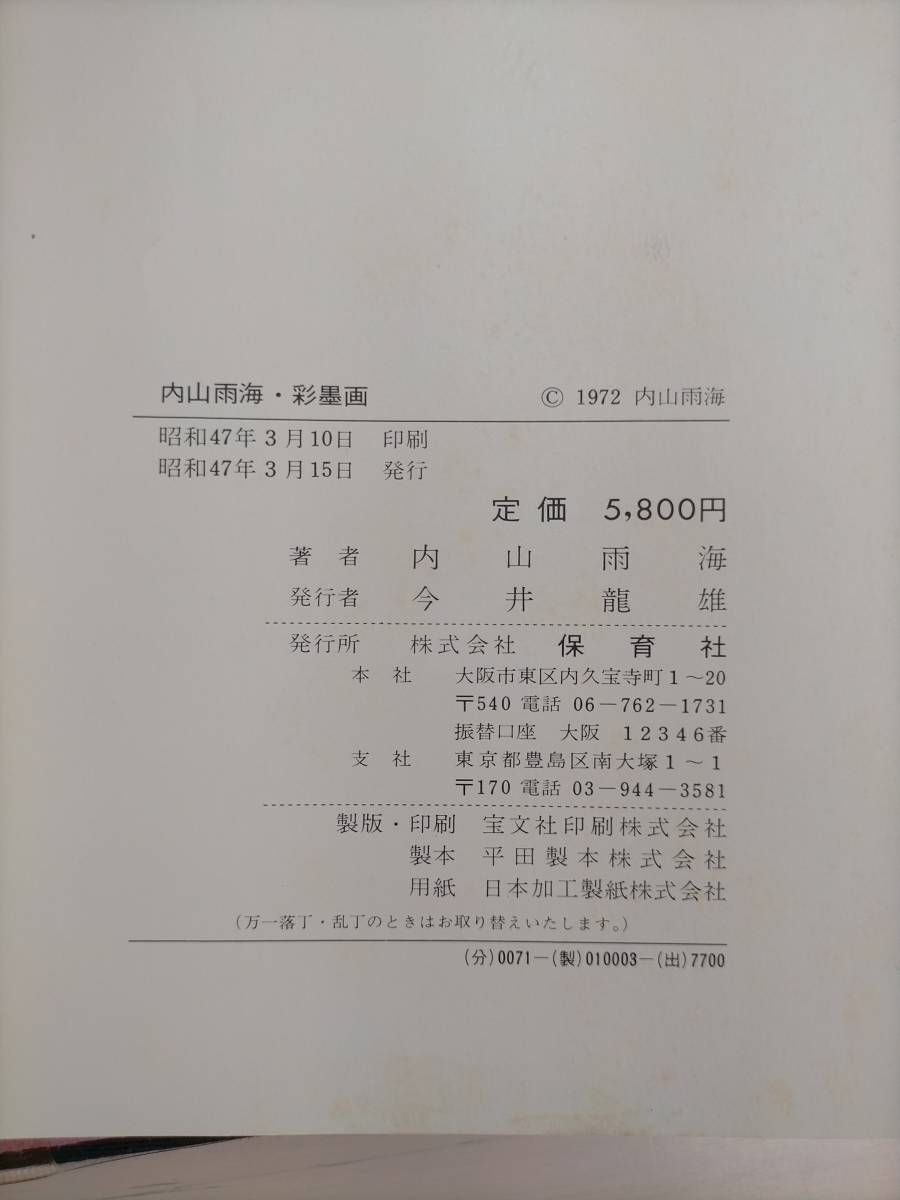 内山雨海・彩墨画 © 1972 内山雨海
昭和47年3月10日 印刷
昭和47年3月15日 発行
定価 5,800円
著者 内山雨海
発行者 今井龍雄
発行所 株式会社 保育社
本社 大阪市東区内久宝寺町1～20
〒540 電話 06-762-1731
振替口座 大阪 12346番
支社 東京都豊島区南大塚1～1
〒170 電話 03-944-3581
製版・印刷 宝文社印刷株式会社
製本 平田製本株式会社
用紙 日本加工製紙株式会社
(万一落丁・乱丁のときはお取り替えいたします。)
(分)0071-(製)010003-(出)7700